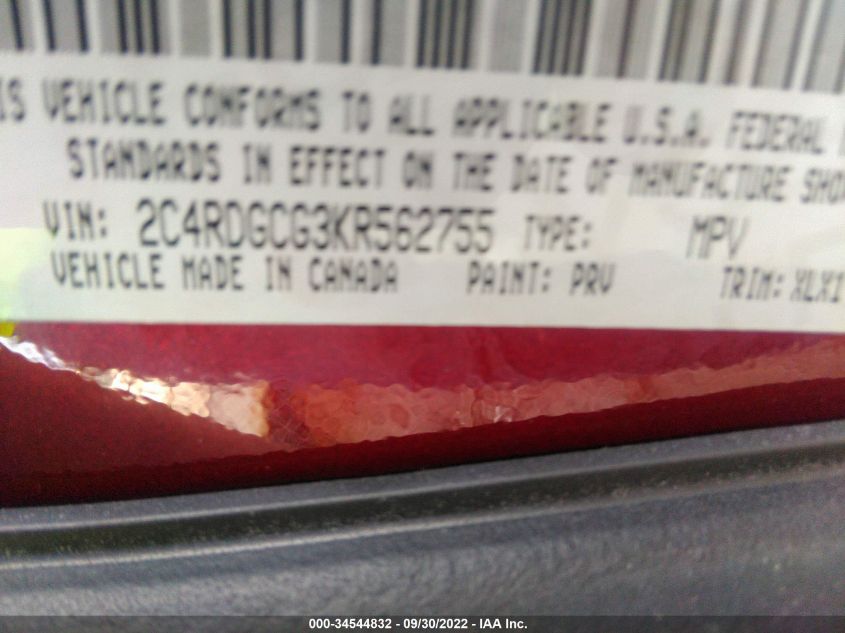 IS VEHICLE CONFORMS TO ALL APPLICABLE U.S.A. FEDERAL
STANDARDS IN EFFECT ON THE DATE OF MANUFACTURE SHO
VIN: 2C4RDGCG3KR562755 TYPE: MPV
VEHICLE MADE IN CANADA PAINT: PRV TRIM: XLX1
000-34544832 - 09/30/2022 - IAA Inc.